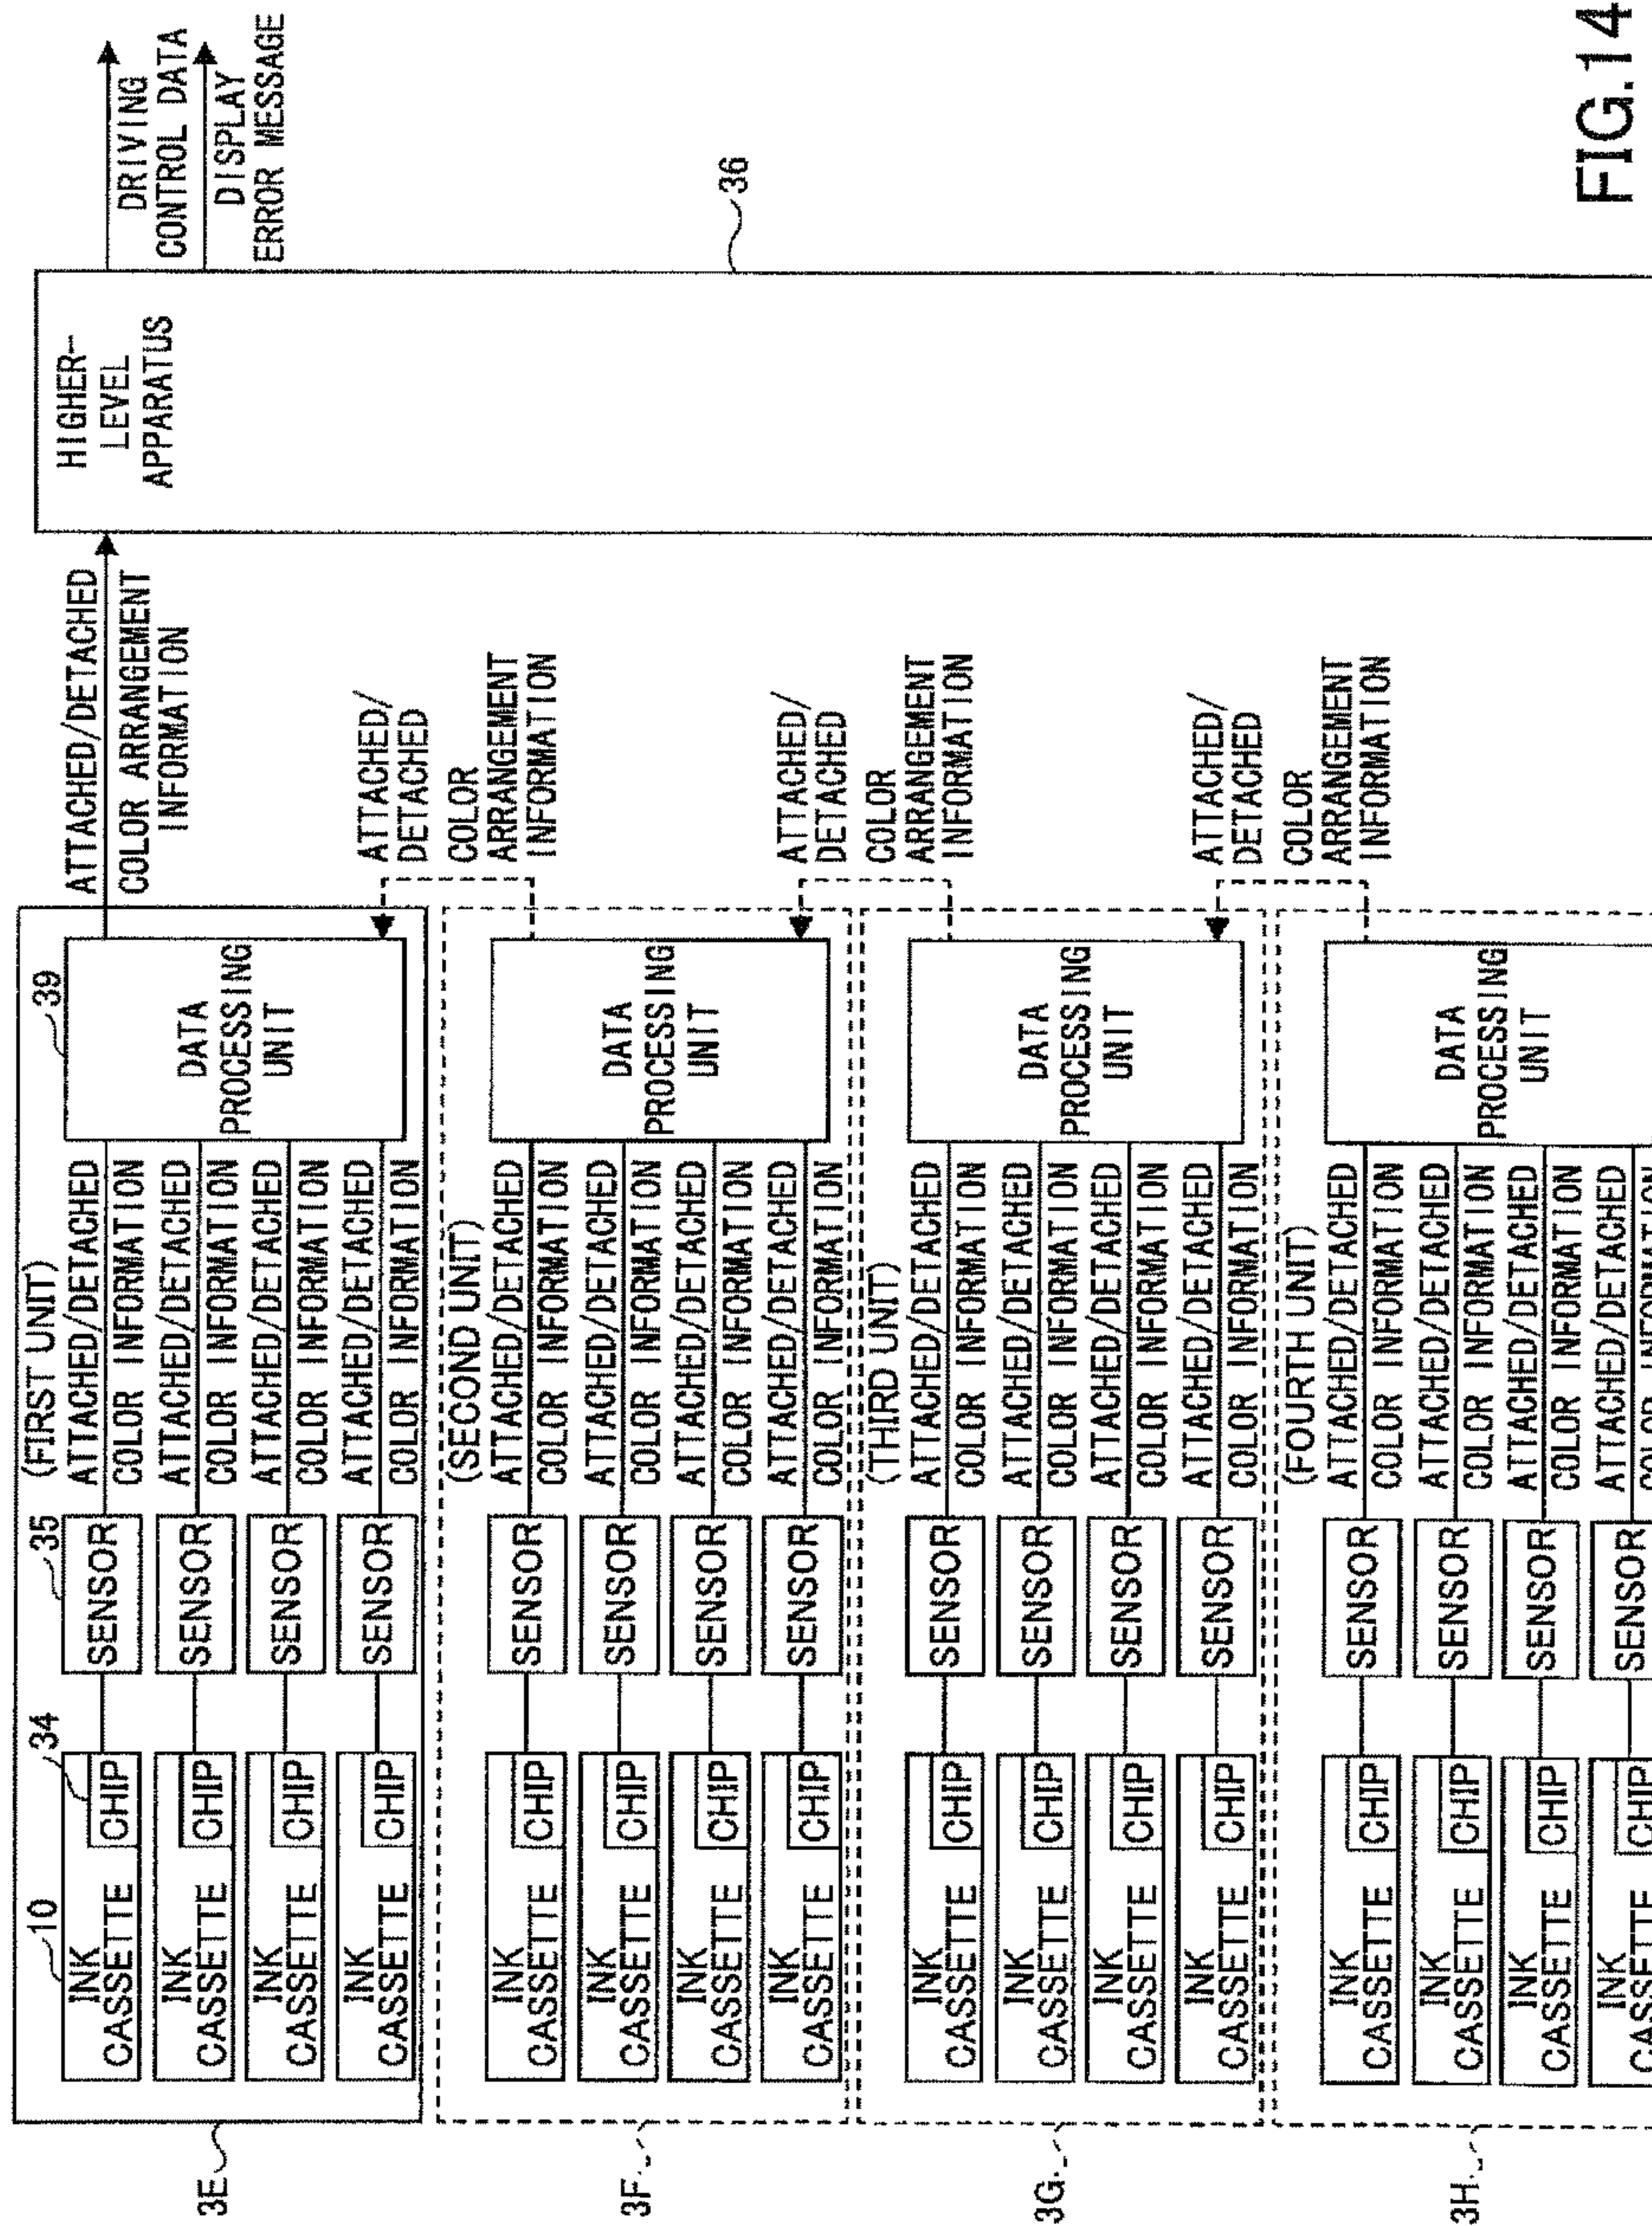 3E
(FIRST UNIT)
10
INK
CASSETTE
34
CHIP
35
SENSOR
ATTACHED/DETACHED
COLOR INFORMATION
INK
CASSETTE
CHIP
SENSOR
ATTACHED/DETACHED
COLOR INFORMATION
INK
CASSETTE
CHIP
SENSOR
ATTACHED/DETACHED
COLOR INFORMATION
INK
CASSETTE
CHIP
SENSOR
ATTACHED/DETACHED
COLOR INFORMATION
39
DATA
PROCESSING
UNIT
ATTACHED/DETACHED
COLOR ARRANGEMENT
INFORMATION
HIGHER-
LEVEL
APPARATUS
36
DRIVING
CONTROL DATA
DISPLAY
ERROR MESSAGE
ATTACHED/
DETACHED
COLOR
ARRANGEMENT
INFORMATION
3F
(SECOND UNIT)
INK
CASSETTE
CHIP
SENSOR
ATTACHED/DETACHED
COLOR INFORMATION
INK
CASSETTE
CHIP
SENSOR
ATTACHED/DETACHED
COLOR INFORMATION
INK
CASSETTE
CHIP
SENSOR
ATTACHED/DETACHED
COLOR INFORMATION
INK
CASSETTE
CHIP
SENSOR
ATTACHED/DETACHED
COLOR INFORMATION
DATA
PROCESSING
UNIT
ATTACHED/
DETACHED
COLOR
ARRANGEMENT
INFORMATION
3G
(THIRD UNIT)
INK
CASSETTE
CHIP
SENSOR
ATTACHED/DETACHED
COLOR INFORMATION
INK
CASSETTE
CHIP
SENSOR
ATTACHED/DETACHED
COLOR INFORMATION
INK
CASSETTE
CHIP
SENSOR
ATTACHED/DETACHED
COLOR INFORMATION
INK
CASSETTE
CHIP
SENSOR
ATTACHED/DETACHED
COLOR INFORMATION
DATA
PROCESSING
UNIT
ATTACHED/
DETACHED
COLOR
ARRANGEMENT
INFORMATION
3H
(FOURTH UNIT)
INK
CASSETTE
CHIP
SENSOR
ATTACHED/DETACHED
COLOR INFORMATION
INK
CASSETTE
CHIP
SENSOR
ATTACHED/DETACHED
COLOR INFORMATION
INK
CASSETTE
CHIP
SENSOR
ATTACHED/DETACHED
COLOR INFORMATION
INK
CASSETTE
CHIP
SENSOR
ATTACHED/DETACHED
COLOR INFORMATION
DATA
PROCESSING
UNIT
FIG.14